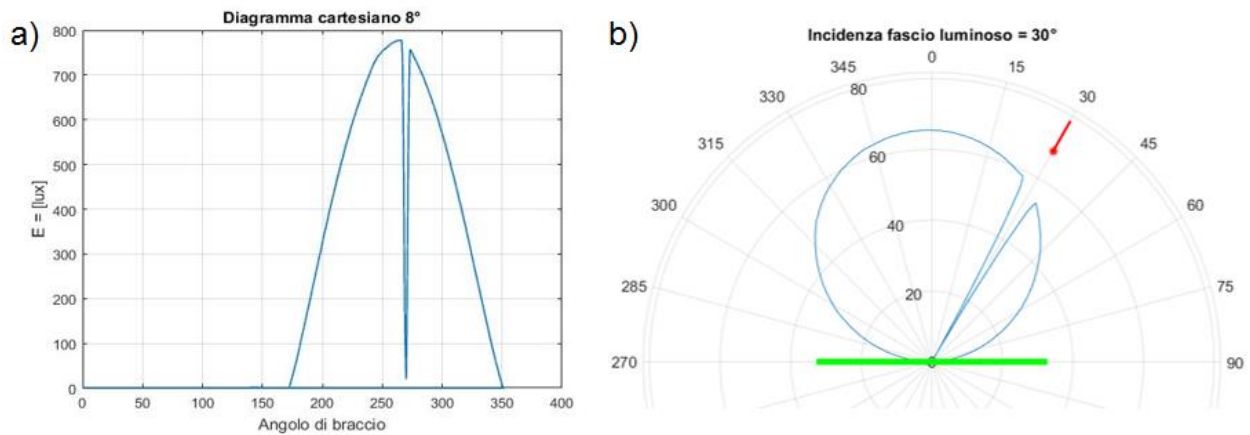 a)
Diagramma cartesiano 8°
800
700
600
500
400
300
200
100
0
E = [lux]
0 50 100 150 200 250 300 350 400
Angolo di braccio
b)
Incidenza fascio luminoso = 30°
0
345 15
330 80 30
315 60 45
300 40 60
285 20 75
270 0 90